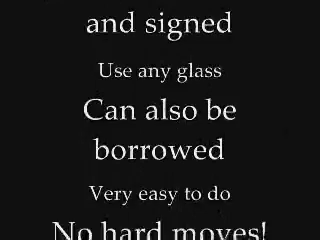 and signed
Use any glass
Can also be
borrowed
Very easy to do
No hard moves!